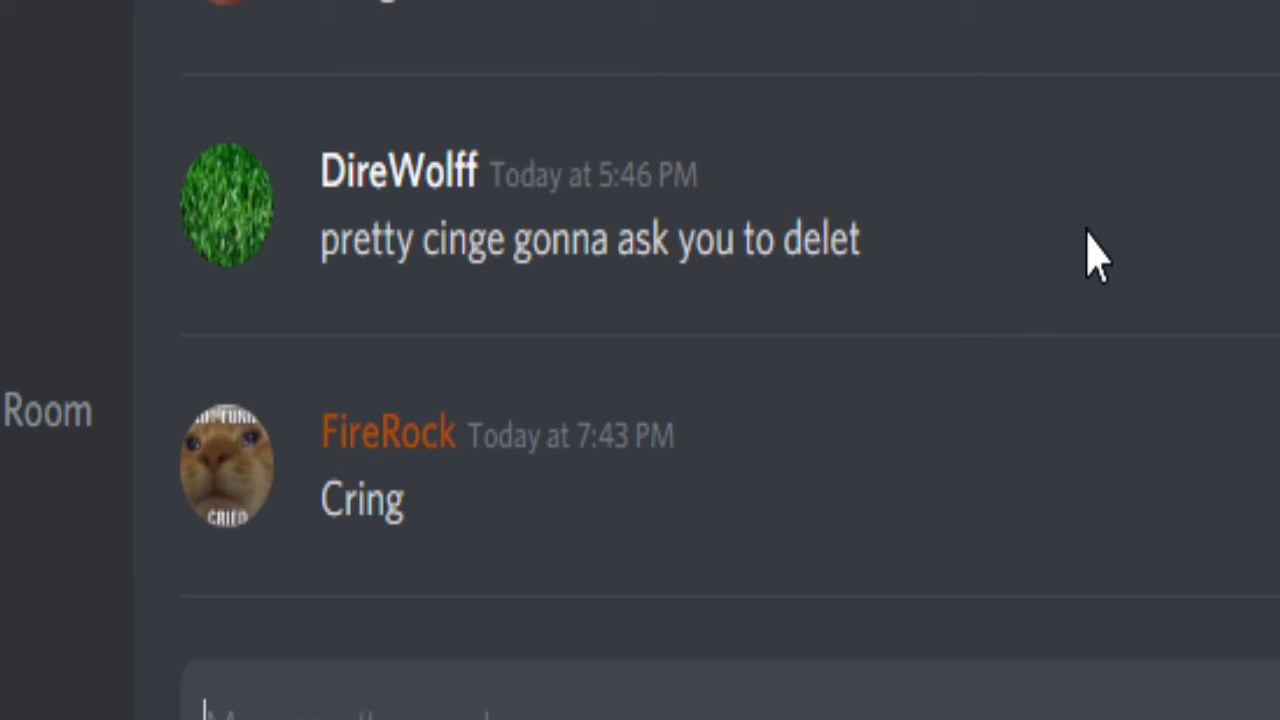 DireWolff Today at 5:46 PM
pretty cinge gonna ask you to delet
Room
FireRock Today at 7:43 PM
Cring
CRIED